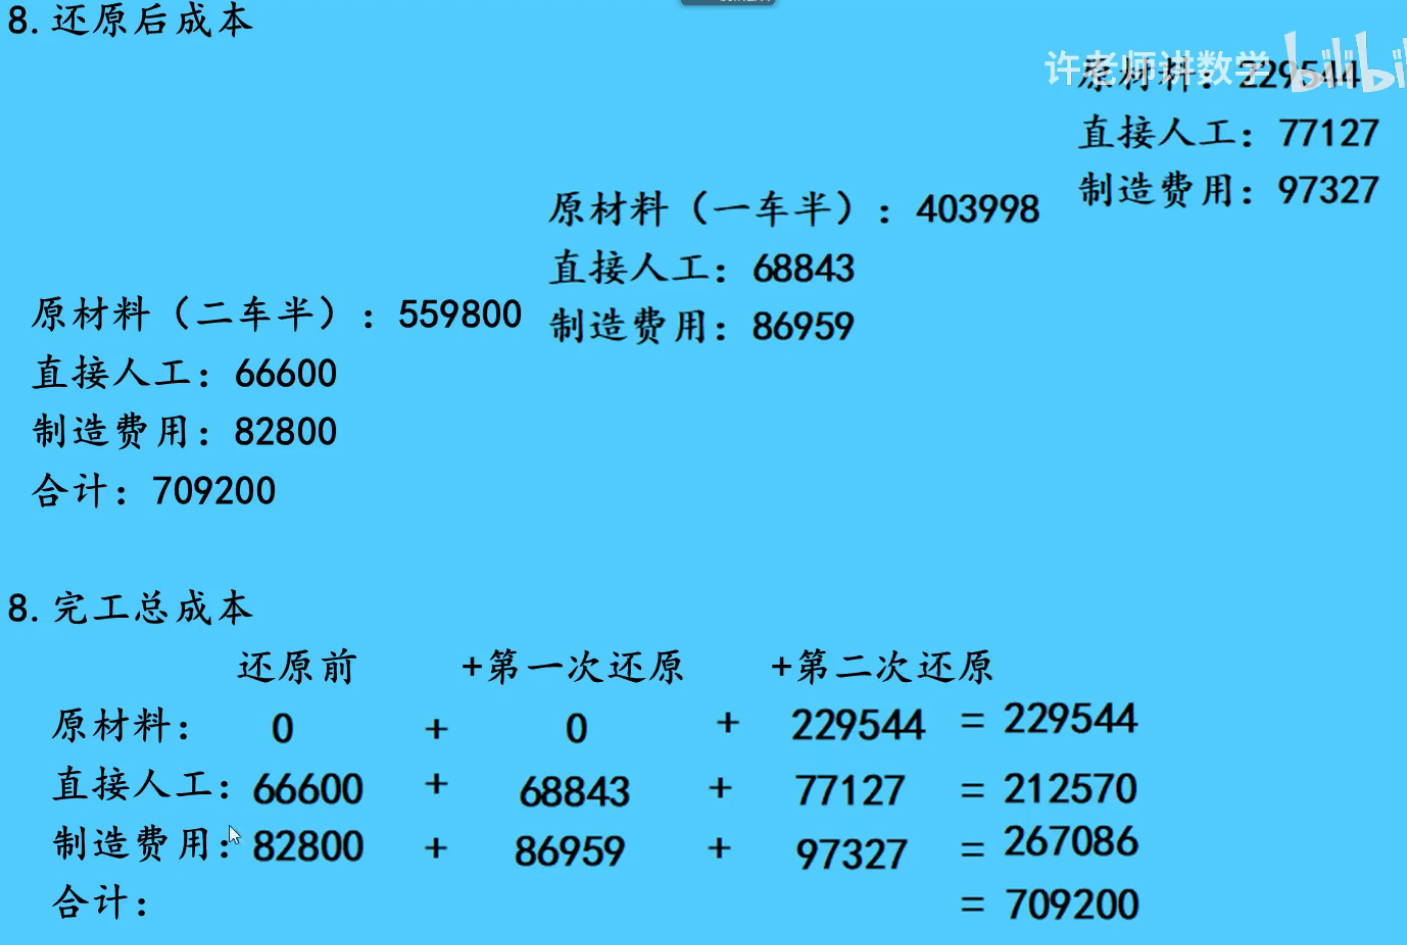 8.还原后成本
许老师讲数学 bilibili
原材料：229544
直接人工：77127
制造费用：97327
原材料（一车半）：403998
直接人工：68843
制造费用：86959
原材料（二车半）：559800
直接人工：66600
制造费用：82800
合计：709200
8.完工总成本
还原前 +第一次还原 +第二次还原
原材料： 0 + 0 + 229544 = 229544
直接人工：66600 + 68843 + 77127 = 212570
制造费用：82800 + 86959 + 97327 = 267086
合计： = 709200